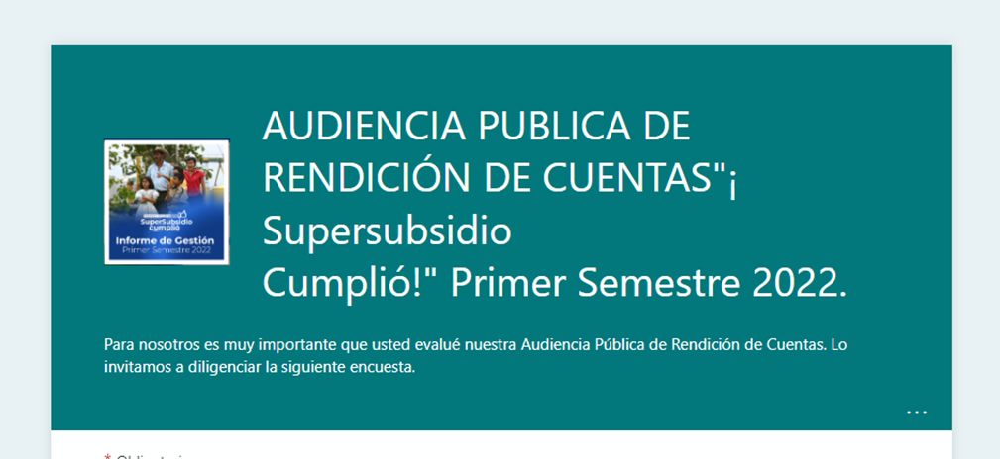 AUDIENCIA PUBLICA DE
RENDICIÓN DE CUENTAS"¡
Supersubsidio
Cumplió!" Primer Semestre 2022.
SuperSubsidio
cumplió
Informe de Gestión
Primer Semestre 2022
Para nosotros es muy importante que usted evalué nuestra Audiencia Pública de Rendición de Cuentas. Lo
invitamos a diligenciar la siguiente encuesta.
...
*